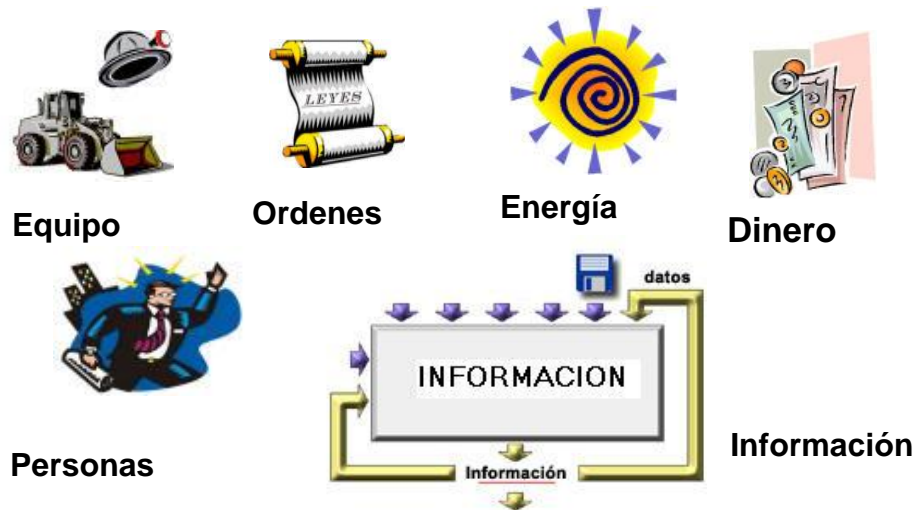 LEYES
Equipo
Ordenes
Energía
Dinero
datos
INFORMACION
Información
Información
Personas